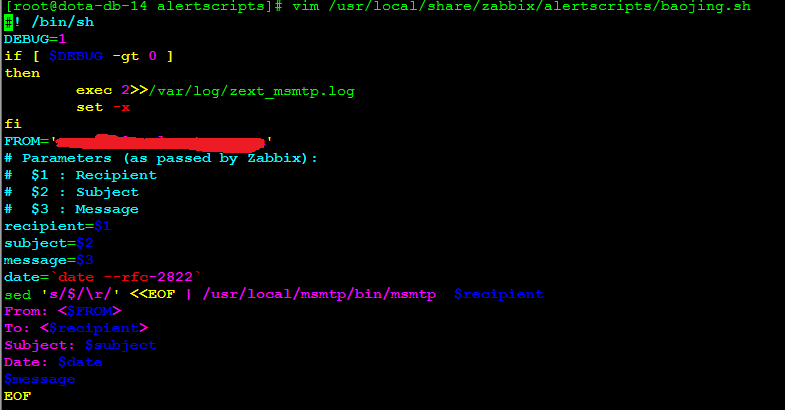 [root@dota-db-14 alertscripts]# vim /usr/local/share/zabbix/alertscripts/baojing.sh
#! /bin/sh
DEBUG=1
if [ $DEBUG -gt 0 ]
then
        exec 2>>/var/log/zext_msmtp.log
        set -x
fi
FROM='                         '
# Parameters (as passed by Zabbix):
#  $1 : Recipient
#  $2 : Subject
#  $3 : Message
recipient=$1
subject=$2
message=$3
date=`date --rfc-2822`
sed 's/$/\r/' <<EOF | /usr/local/msmtp/bin/msmtp  $recipient
From: <$FROM>
To: <$recipient>
Subject: $subject
Date: $date
$message
EOF